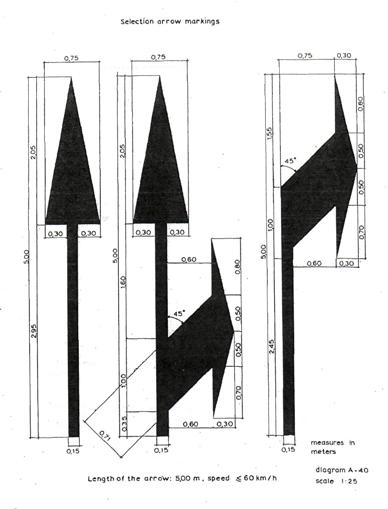 Selection arrow markings
0,75 0,75 0,75 0,30
2,05 2,05 1,55 0,60
0,50
45°
0,50
5,00 5,00 1,00 5,00
0,30 0,30 0,30 0,30 0,70
0,60 0,60 0,60 0,30
1,60
0,50
45°
2,95 1,00 0,50 2,45
0,71 0,70
0,35
0,60 0,30
0,15 0,15 0,15
measures in
meters
Length of the arrow: 5,00 m, speed ≤ 60 km/h
diagram A-40
scale 1:25